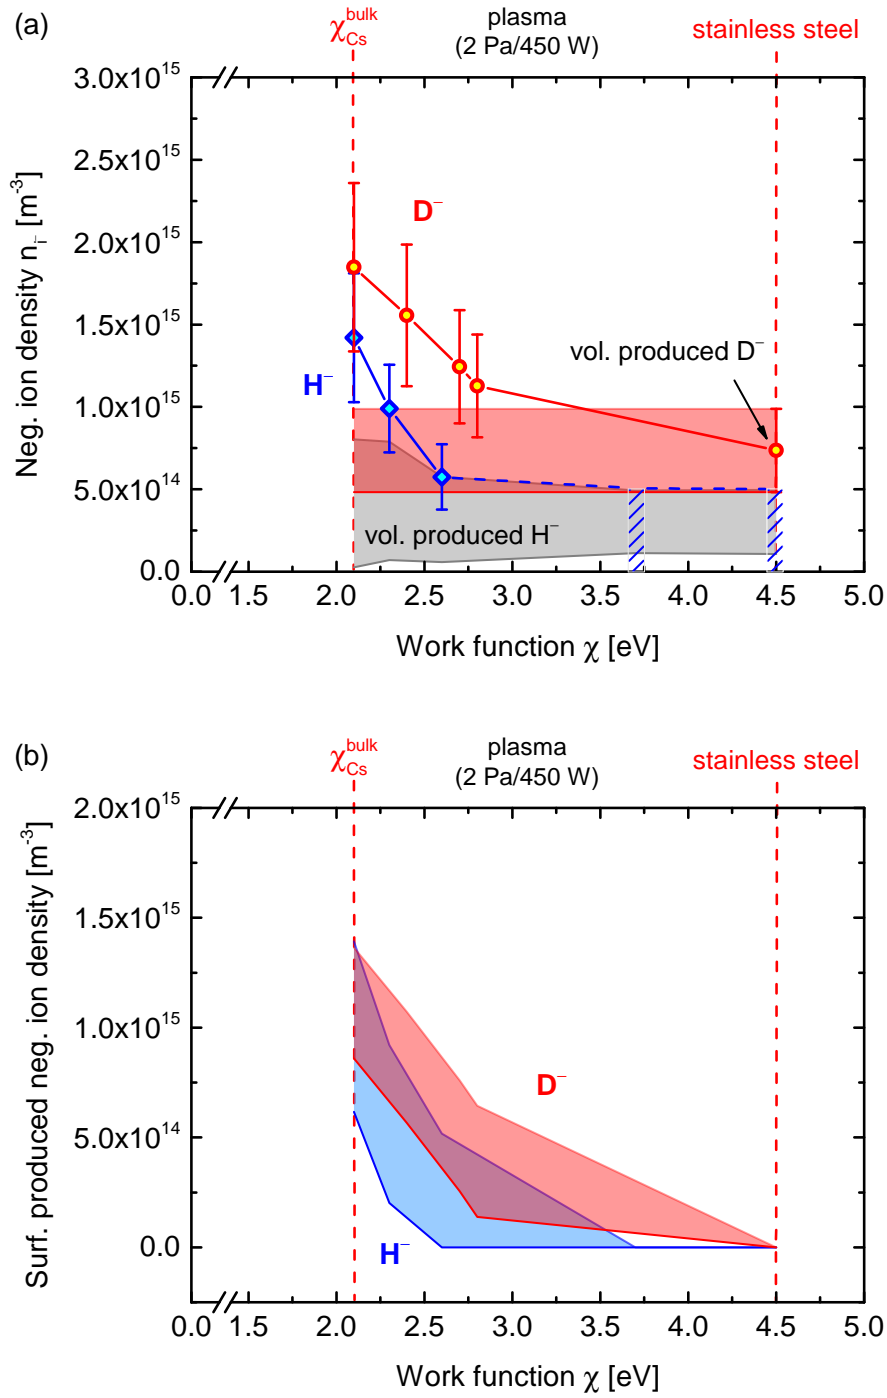 (a)
χ_Cs^bulk
plasma
(2 Pa/450 W)
stainless steel
3.0x10^15
2.5x10^15
2.0x10^15
1.5x10^15
1.0x10^15
5.0x10^14
0.0
Neg. ion density n_i⁻ [m^-3]
D⁻
H⁻
vol. produced D⁻
vol. produced H⁻
0.0 1.5 2.0 2.5 3.0 3.5 4.0 4.5 5.0
Work function χ [eV]
(b)
χ_Cs^bulk
plasma
(2 Pa/450 W)
stainless steel
2.0x10^15
1.5x10^15
1.0x10^15
5.0x10^14
0.0
Surf. produced neg. ion density [m^-3]
D⁻
H⁻
0.0 1.5 2.0 2.5 3.0 3.5 4.0 4.5 5.0
Work function χ [eV]